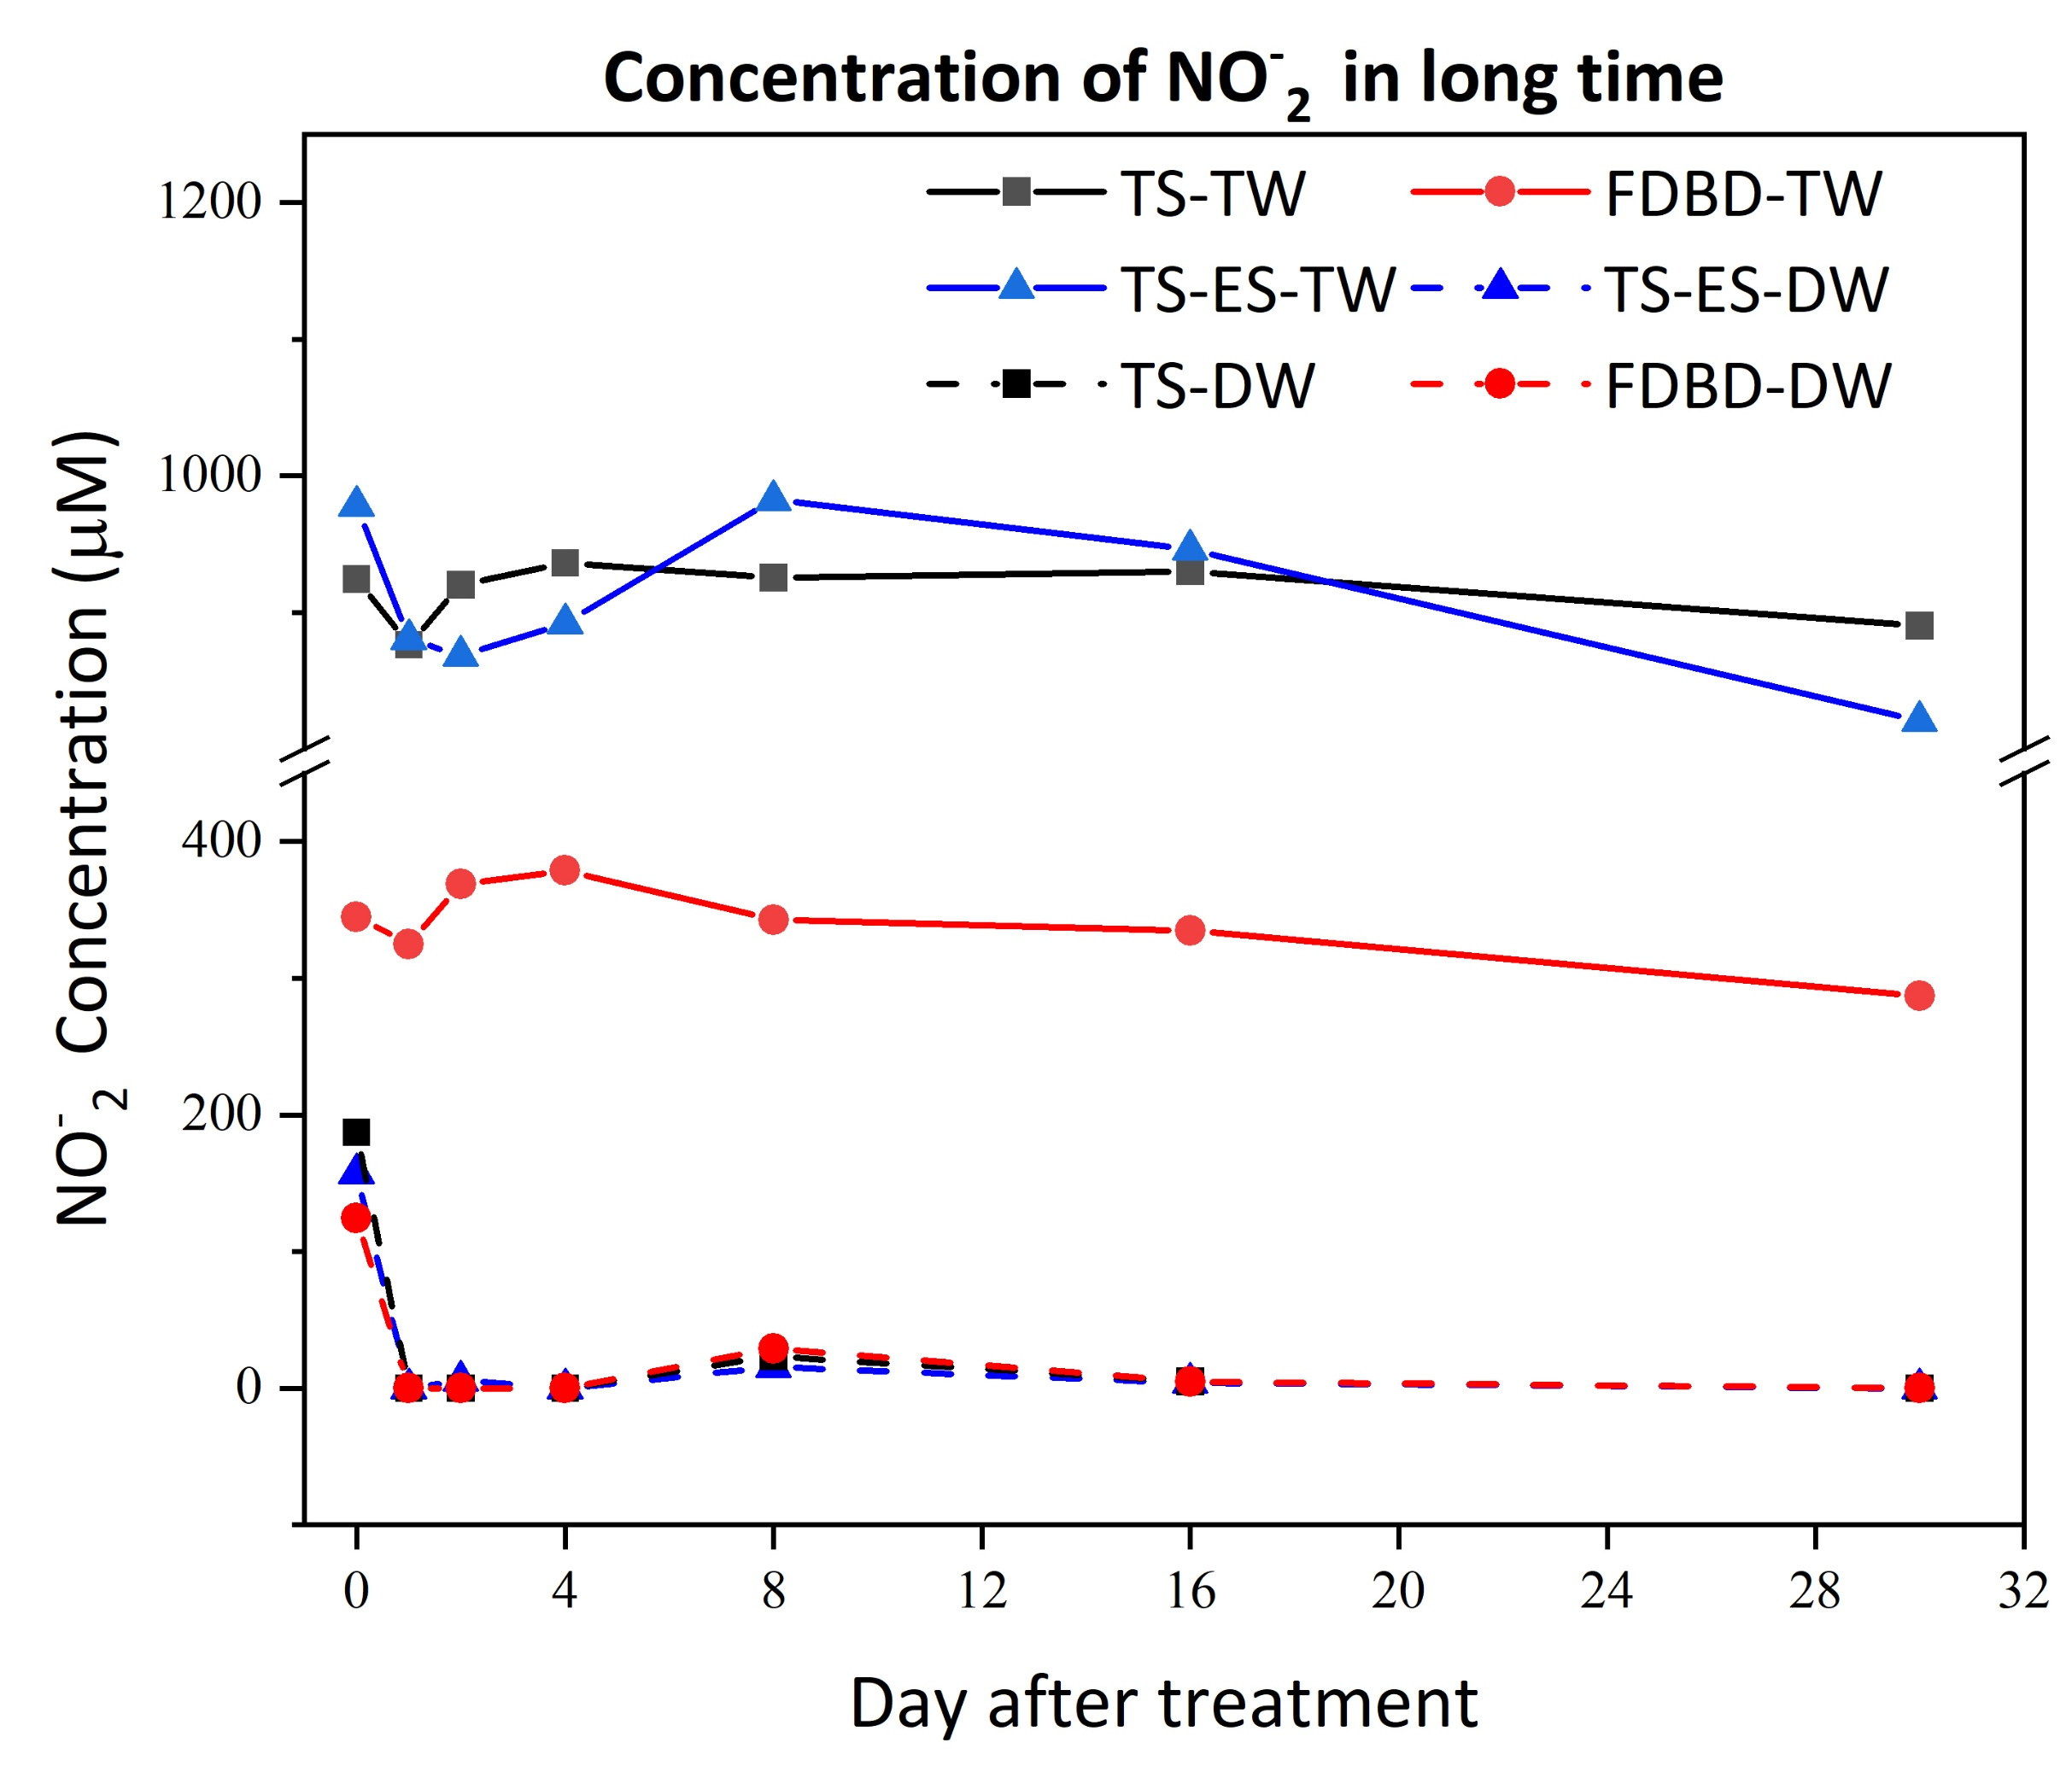 Concentration of NO⁻₂ in long time
TS-TW FDBD-TW
TS-ES-TW TS-ES-DW
TS-DW FDBD-DW
NO⁻₂ Concentration (μM)
1200
1000
400
200
0
0 4 8 12 16 20 24 28 32
Day after treatment